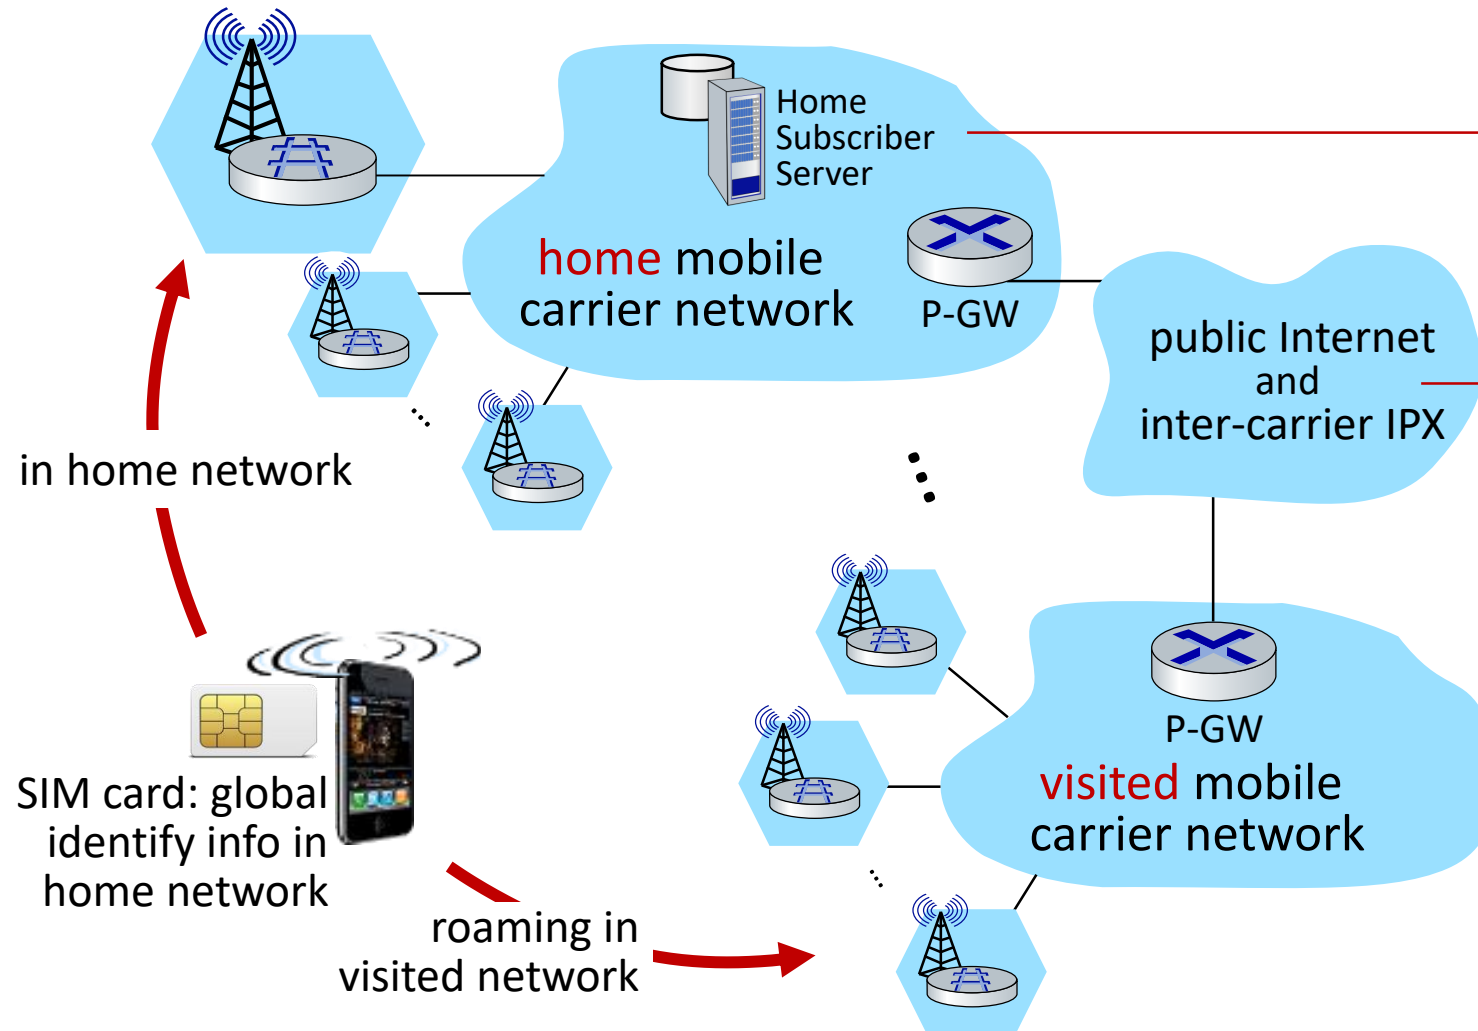 Home
Subscriber
Server
home mobile
carrier network
P-GW
public Internet
and
inter-carrier IPX
in home network
SIM card: global
identify info in
home network
roaming in
visited network
P-GW
visited mobile
carrier network